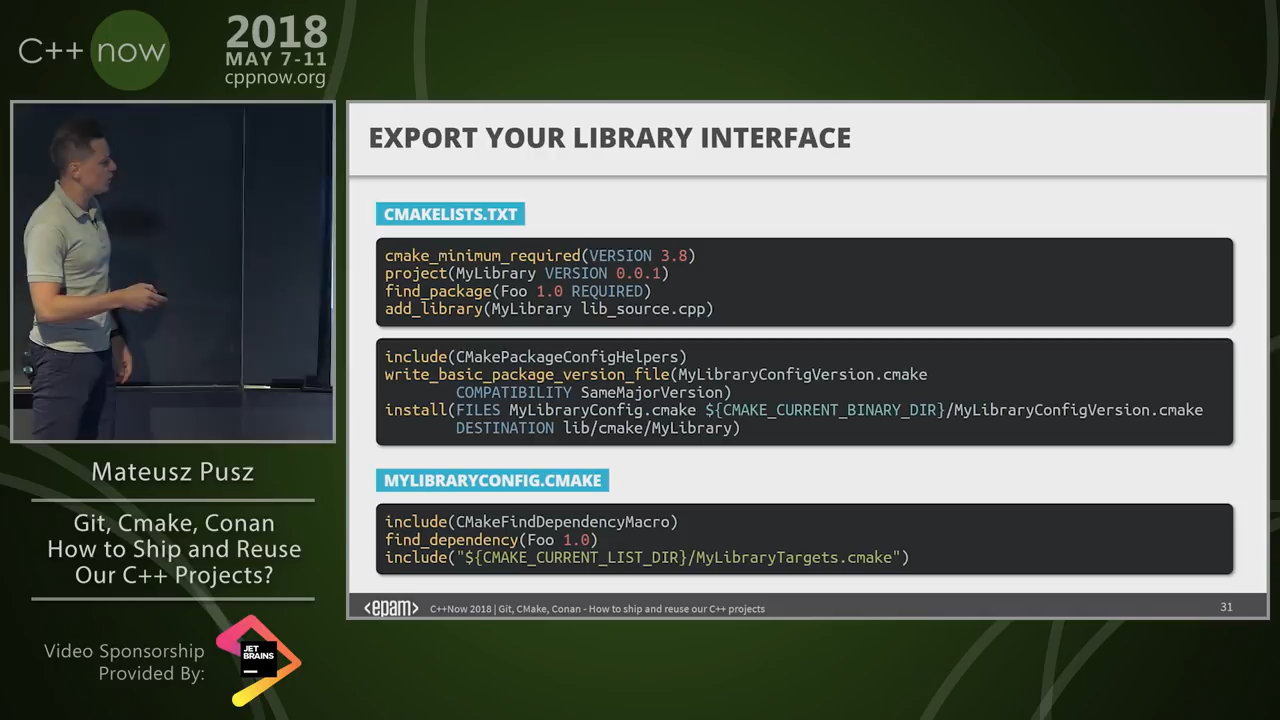 C++ now
2018
MAY 7-11
cppnow.org
EXPORT YOUR LIBRARY INTERFACE
CMAKELISTS.TXT
cmake_minimum_required(VERSION 3.8)
project(MyLibrary VERSION 0.0.1)
find_package(Foo 1.0 REQUIRED)
add_library(MyLibrary lib_source.cpp)
include(CMakePackageConfigHelpers)
write_basic_package_version_file(MyLibraryConfigVersion.cmake
COMPATIBILITY SameMajorVersion)
install(FILES MyLibraryConfig.cmake ${CMAKE_CURRENT_BINARY_DIR}/MyLibraryConfigVersion.cmake
DESTINATION lib/cmake/MyLibrary)
MYLIBRARYCONFIG.CMAKE
include(CMakeFindDependencyMacro)
find_dependency(Foo 1.0)
include("${CMAKE_CURRENT_LIST_DIR}/MyLibraryTargets.cmake")
<epam> C++Now 2018 | Git, CMake, Conan - How to ship and reuse our C++ projects 31
Mateusz Pusz
Git, Cmake, Conan
How to Ship and Reuse
Our C++ Projects?
Video Sponsorship
Provided By:
JET
BRAINS